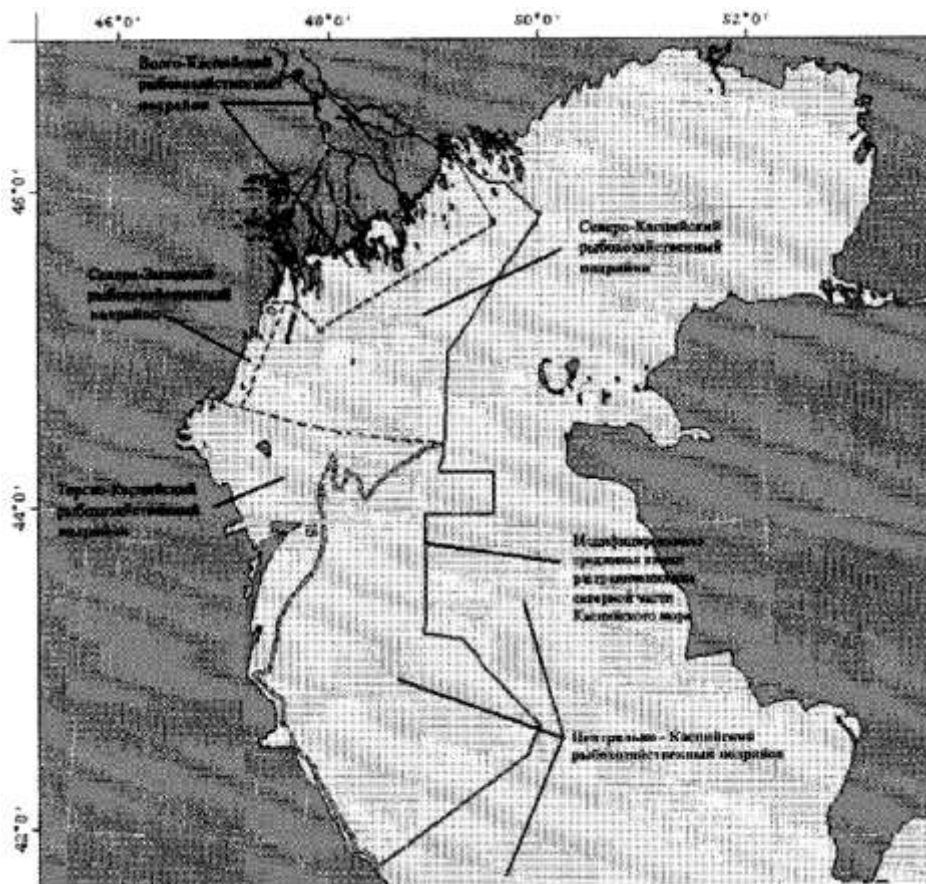 46°0'
48°0'
50°0'
52°0'
Волго-Каспийский
рыбохозяйственный
подрайон
46°0'
Северо-Каспийский
рыбохозяйственный
подрайон
Северо-Западный
рыбохозяйственный
подрайон
Терско-Каспийский
рыбохозяйственный
подрайон
44°0'
Модифицированная
срединная линия
разграничения
северной части
Каспийского моря
Центрально - Каспийский
рыбохозяйственный подрайон
42°0'